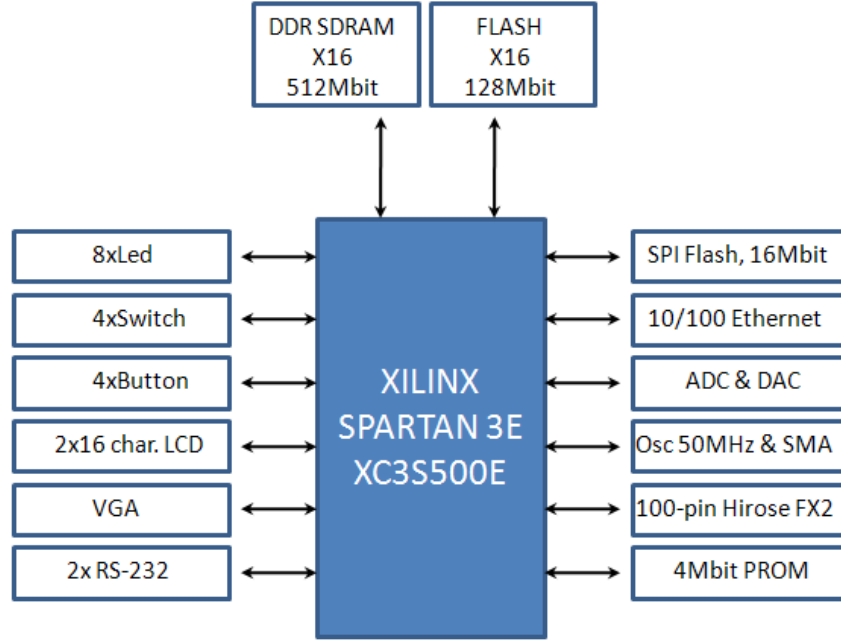 DDR SDRAM
X16
512Mbit
FLASH
X16
128Mbit
8xLed
4xSwitch
4xButton
2x16 char. LCD
VGA
2x RS-232
XILINX
SPARTAN 3E
XC3S500E
SPI Flash, 16Mbit
10/100 Ethernet
ADC & DAC
Osc 50MHz & SMA
100-pin Hirose FX2
4Mbit PROM